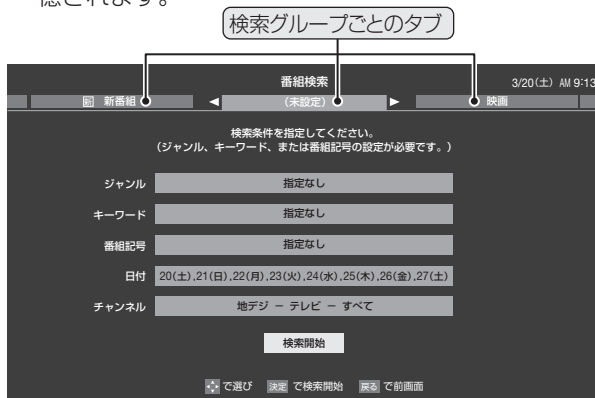 憶されます。
検索グループごとのタブ
番組検索 3/20(土) AM 9:13
新 新番組 ◀ (未設定) ▶ 映画
検索条件を指定してください。
(ジャンル、キーワード、または番組記号の設定が必要です。)
ジャンル 指定なし
キーワード 指定なし
番組記号 指定なし
日付 20(土),21(日),22(月),23(火),24(水),25(木),26(金),27(土)
チャンネル 地デジ − テレビ − すべて
検索開始
で選び 決定 で検索開始 戻る で前画面